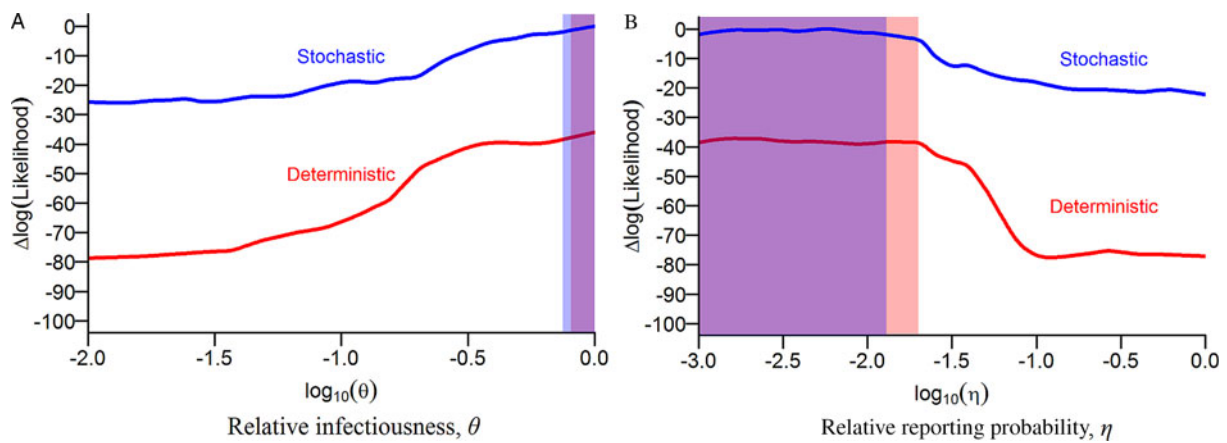 A
Δlog(Likelihood)
0
-10
-20
-30
-40
-50
-60
-70
-80
-90
-100
Stochastic
Deterministic
-2.0 -1.5 -1.0 -0.5 0.0
log10(θ)
Relative infectiousness, θ
B
Δlog(Likelihood)
0
-10
-20
-30
-40
-50
-60
-70
-80
-90
-100
Stochastic
Deterministic
-3.0 -2.5 -2.0 -1.5 -1.0 -0.5 0.0
log10(η)
Relative reporting probability, η